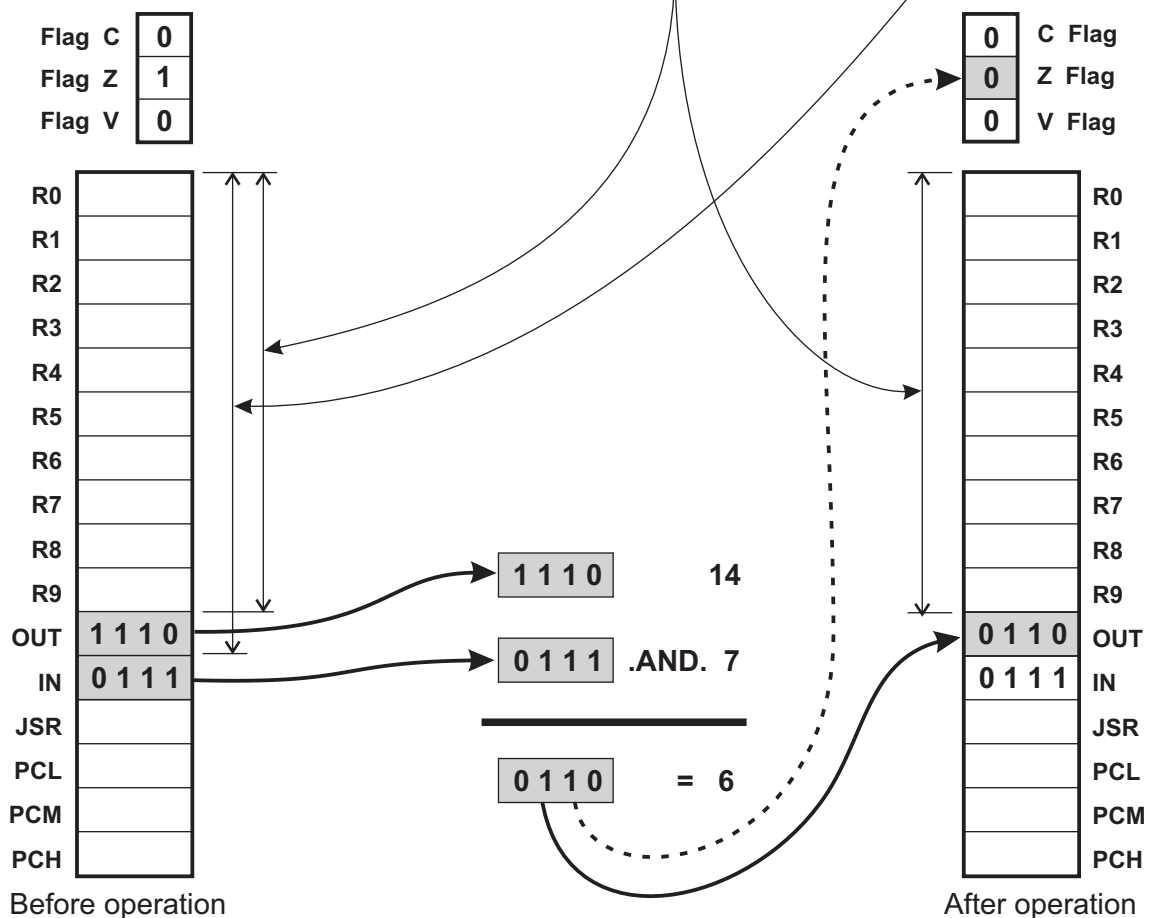 Flag C 0
Flag Z 1
Flag V 0
0 C Flag
0 Z Flag
0 V Flag
R0
R1
R2
R3
R4
R5
R6
R7
R8
R9
OUT 1 1 1 0
IN 0 1 1 1
JSR
PCL
PCM
PCH
Before operation
1 1 1 0 14
0 1 1 1 .AND. 7
0 1 1 0 = 6
R0
R1
R2
R3
R4
R5
R6
R7
R8
R9
0 1 1 0 OUT
0 1 1 1 IN
JSR
PCL
PCM
PCH
After operation